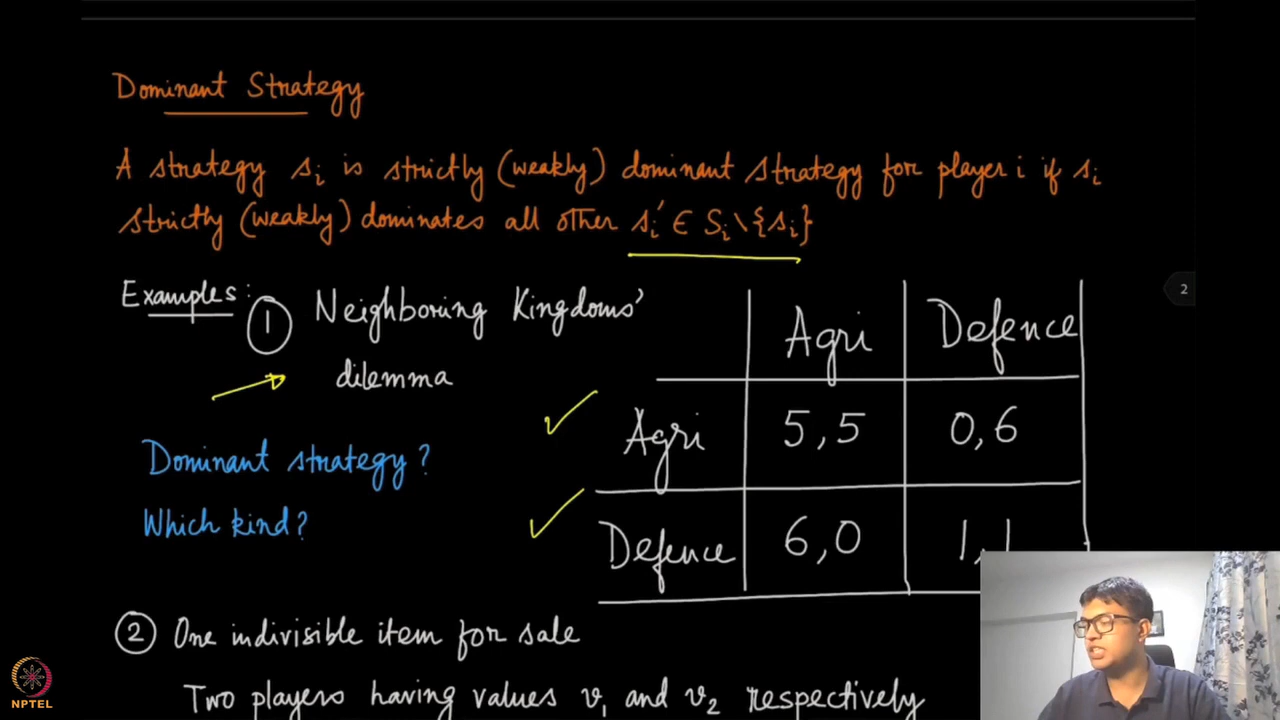 Dominant Strategy
A strategy si is strictly (weakly) dominant strategy for player i if si
strictly (weakly) dominates all other si' ∈ Si\{si}
Examples: ① Neighboring Kingdoms'
dilemma
Agri Defence
Agri 5,5 0,6
Dominant strategy?
Which kind?
Defence 6,0 1,1
② One indivisible item for sale
Two players having values v1 and v2 respectively
2
NPTEL